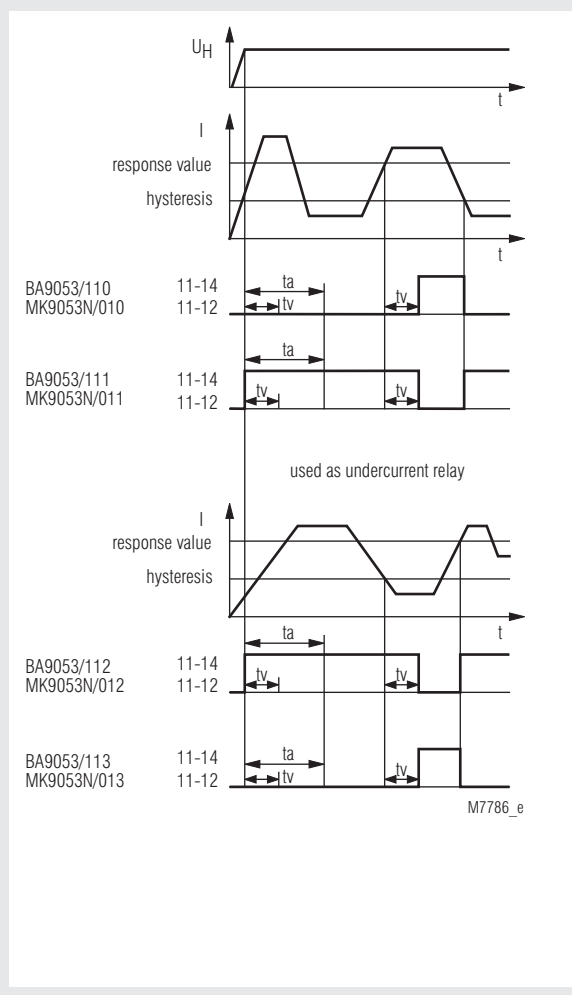 UH
t
I
response value
hysteresis
t
BA9053/110 11-14
MK9053N/010 11-12
ta
tv tv
BA9053/111 11-14
MK9053N/011 11-12
ta
tv tv
used as undercurrent relay
I
response value
hysteresis
t
BA9053/112 11-14
MK9053N/012 11-12
ta
tv tv
BA9053/113 11-14
MK9053N/013 11-12
ta
tv tv
M7786_e